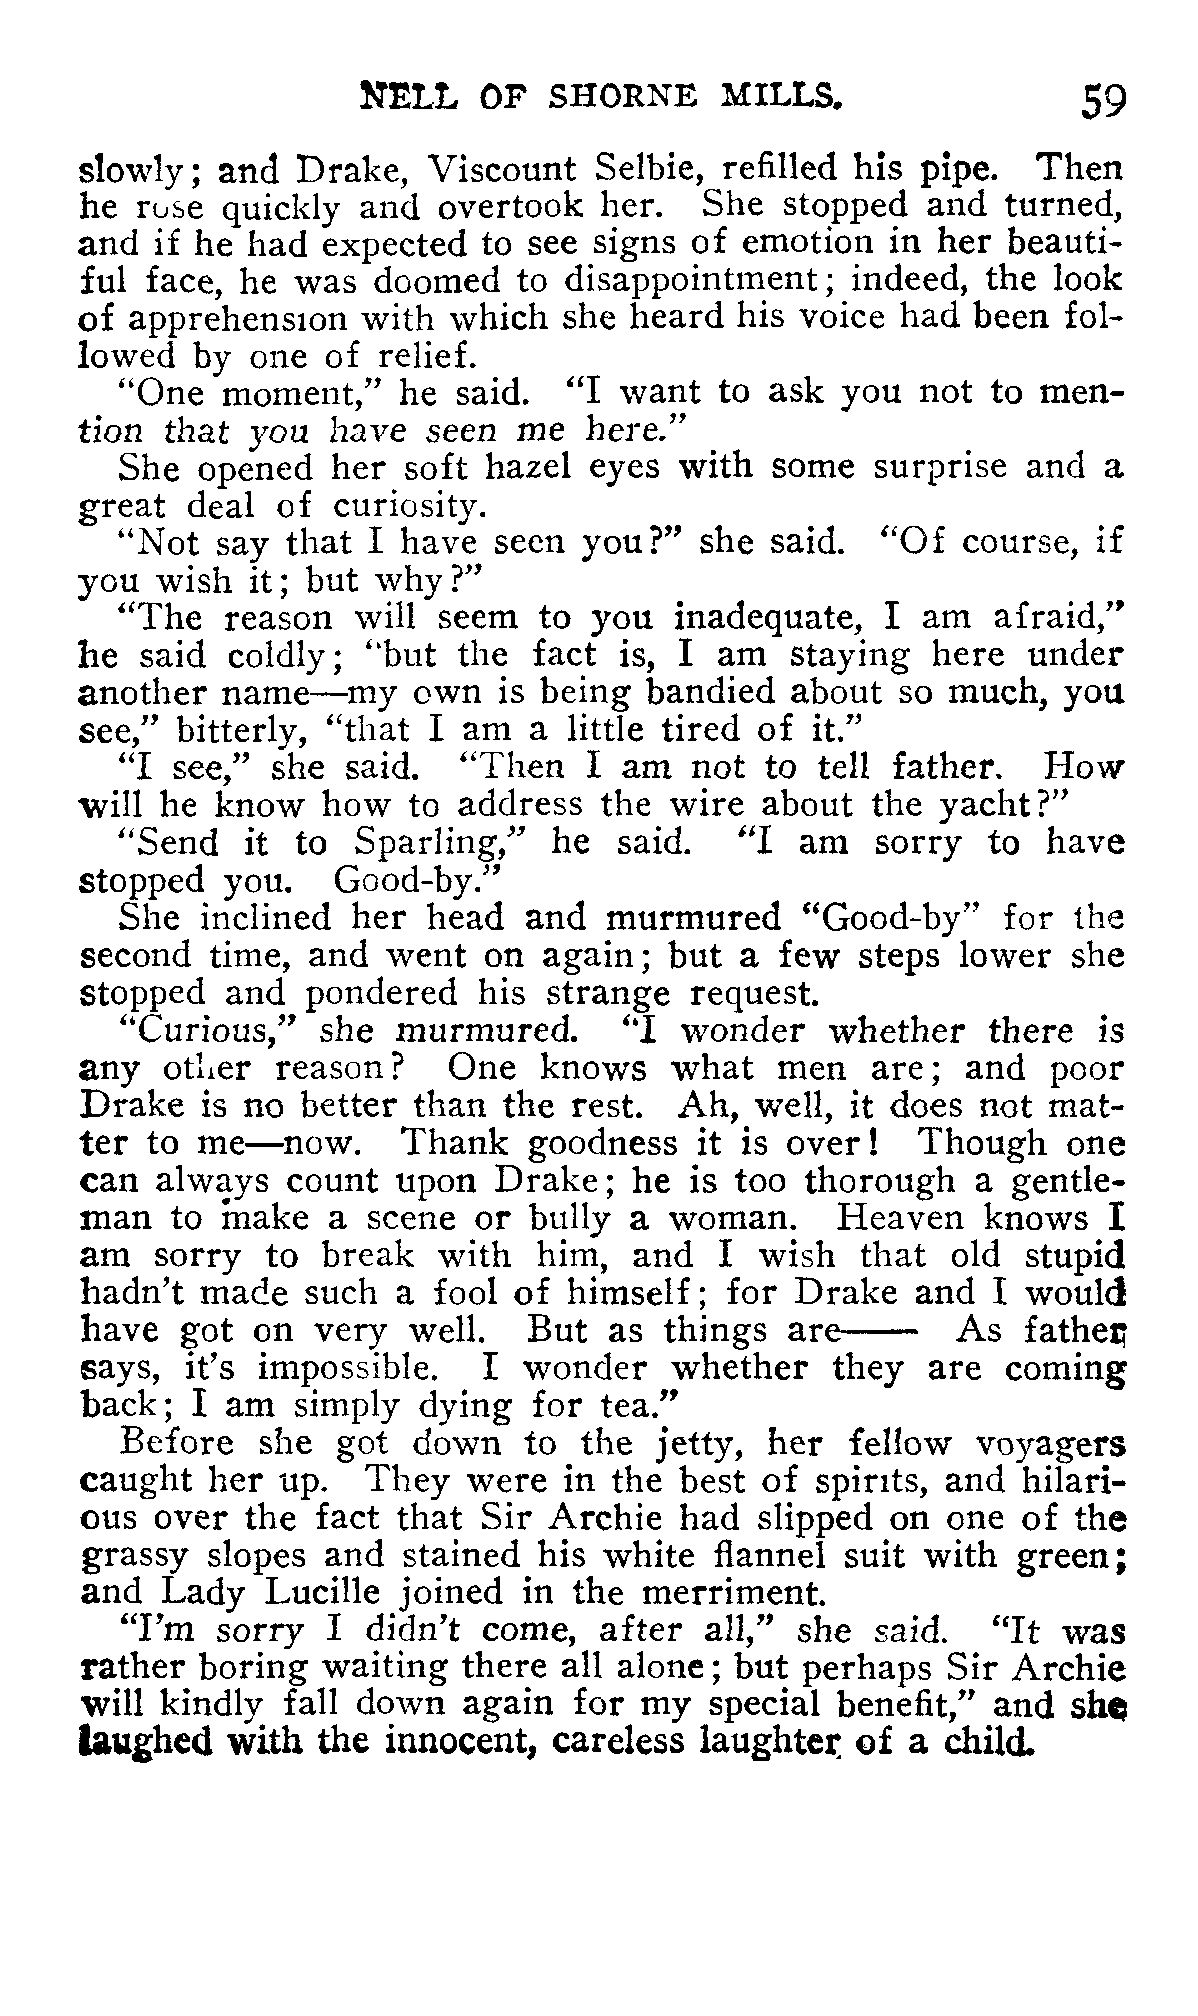 NELL OF SHORNE MILLS. 59
slowly; and Drake, Viscount Selbie, refilled his pipe. Then
he rose quickly and overtook her. She stopped and turned,
and if he had expected to see signs of emotion in her beauti-
ful face, he was doomed to disappointment; indeed, the look
of apprehension with which she heard his voice had been fol-
lowed by one of relief.
"One moment," he said. "I want to ask you not to men-
tion that you have seen me here."
She opened her soft hazel eyes with some surprise and a
great deal of curiosity.
"Not say that I have seen you?" she said. "Of course, if
you wish it; but why?"
"The reason will seem to you inadequate, I am afraid,"
he said coldly; "but the fact is, I am staying here under
another name—my own is being bandied about so much, you
see," bitterly, "that I am a little tired of it."
"I see," she said. "Then I am not to tell father. How
will he know how to address the wire about the yacht?"
"Send it to Sparling," he said. "I am sorry to have
stopped you. Good-by."
She inclined her head and murmured "Good-by" for the
second time, and went on again; but a few steps lower she
stopped and pondered his strange request.
"Curious," she murmured. "I wonder whether there is
any other reason? One knows what men are; and poor
Drake is no better than the rest. Ah, well, it does not mat-
ter to me—now. Thank goodness it is over! Though one
can always count upon Drake; he is too thorough a gentle-
man to make a scene or bully a woman. Heaven knows I
am sorry to break with him, and I wish that old stupid
hadn't made such a fool of himself; for Drake and I would
have got on very well. But as things are—— As father
says, it's impossible. I wonder whether they are coming
back; I am simply dying for tea."
Before she got down to the jetty, her fellow voyagers
caught her up. They were in the best of spirits, and hilari-
ous over the fact that Sir Archie had slipped on one of the
grassy slopes and stained his white flannel suit with green;
and Lady Lucille joined in the merriment.
"I'm sorry I didn't come, after all," she said. "It was
rather boring waiting there all alone; but perhaps Sir Archie
will kindly fall down again for my special benefit," and she
laughed with the innocent, careless laughter of a child.